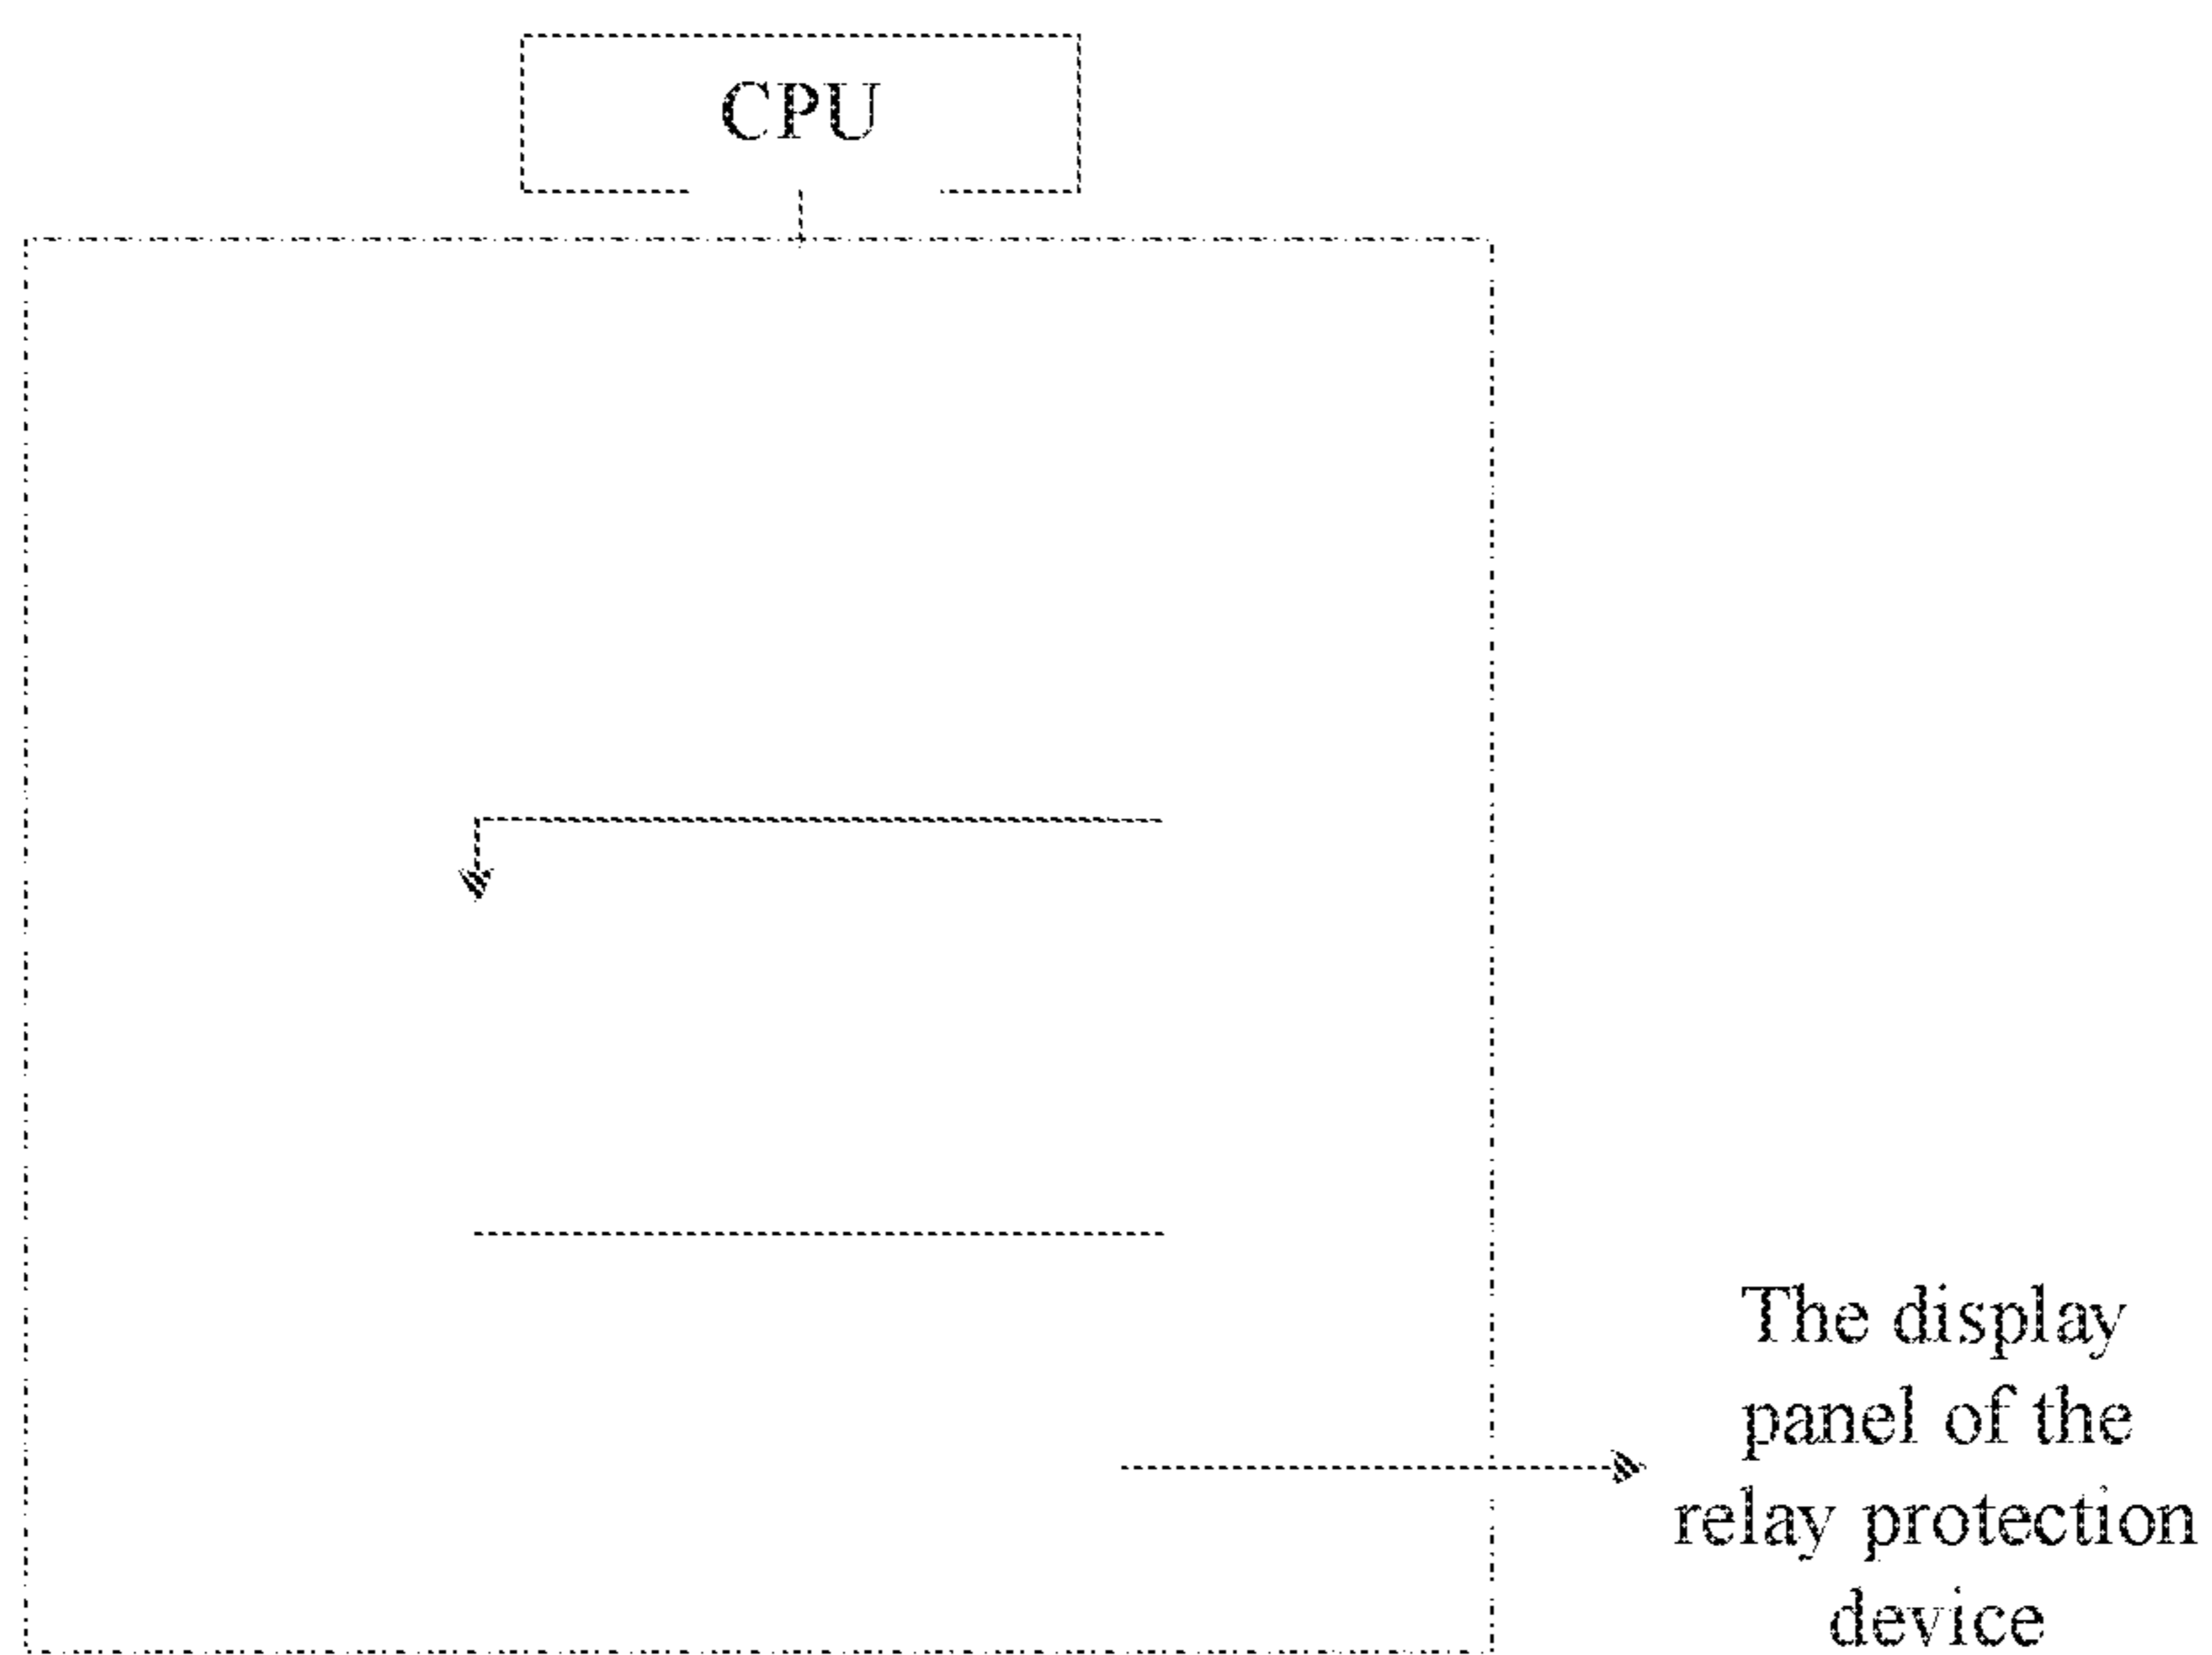 CPU
The display
panel of the
relay protection
device